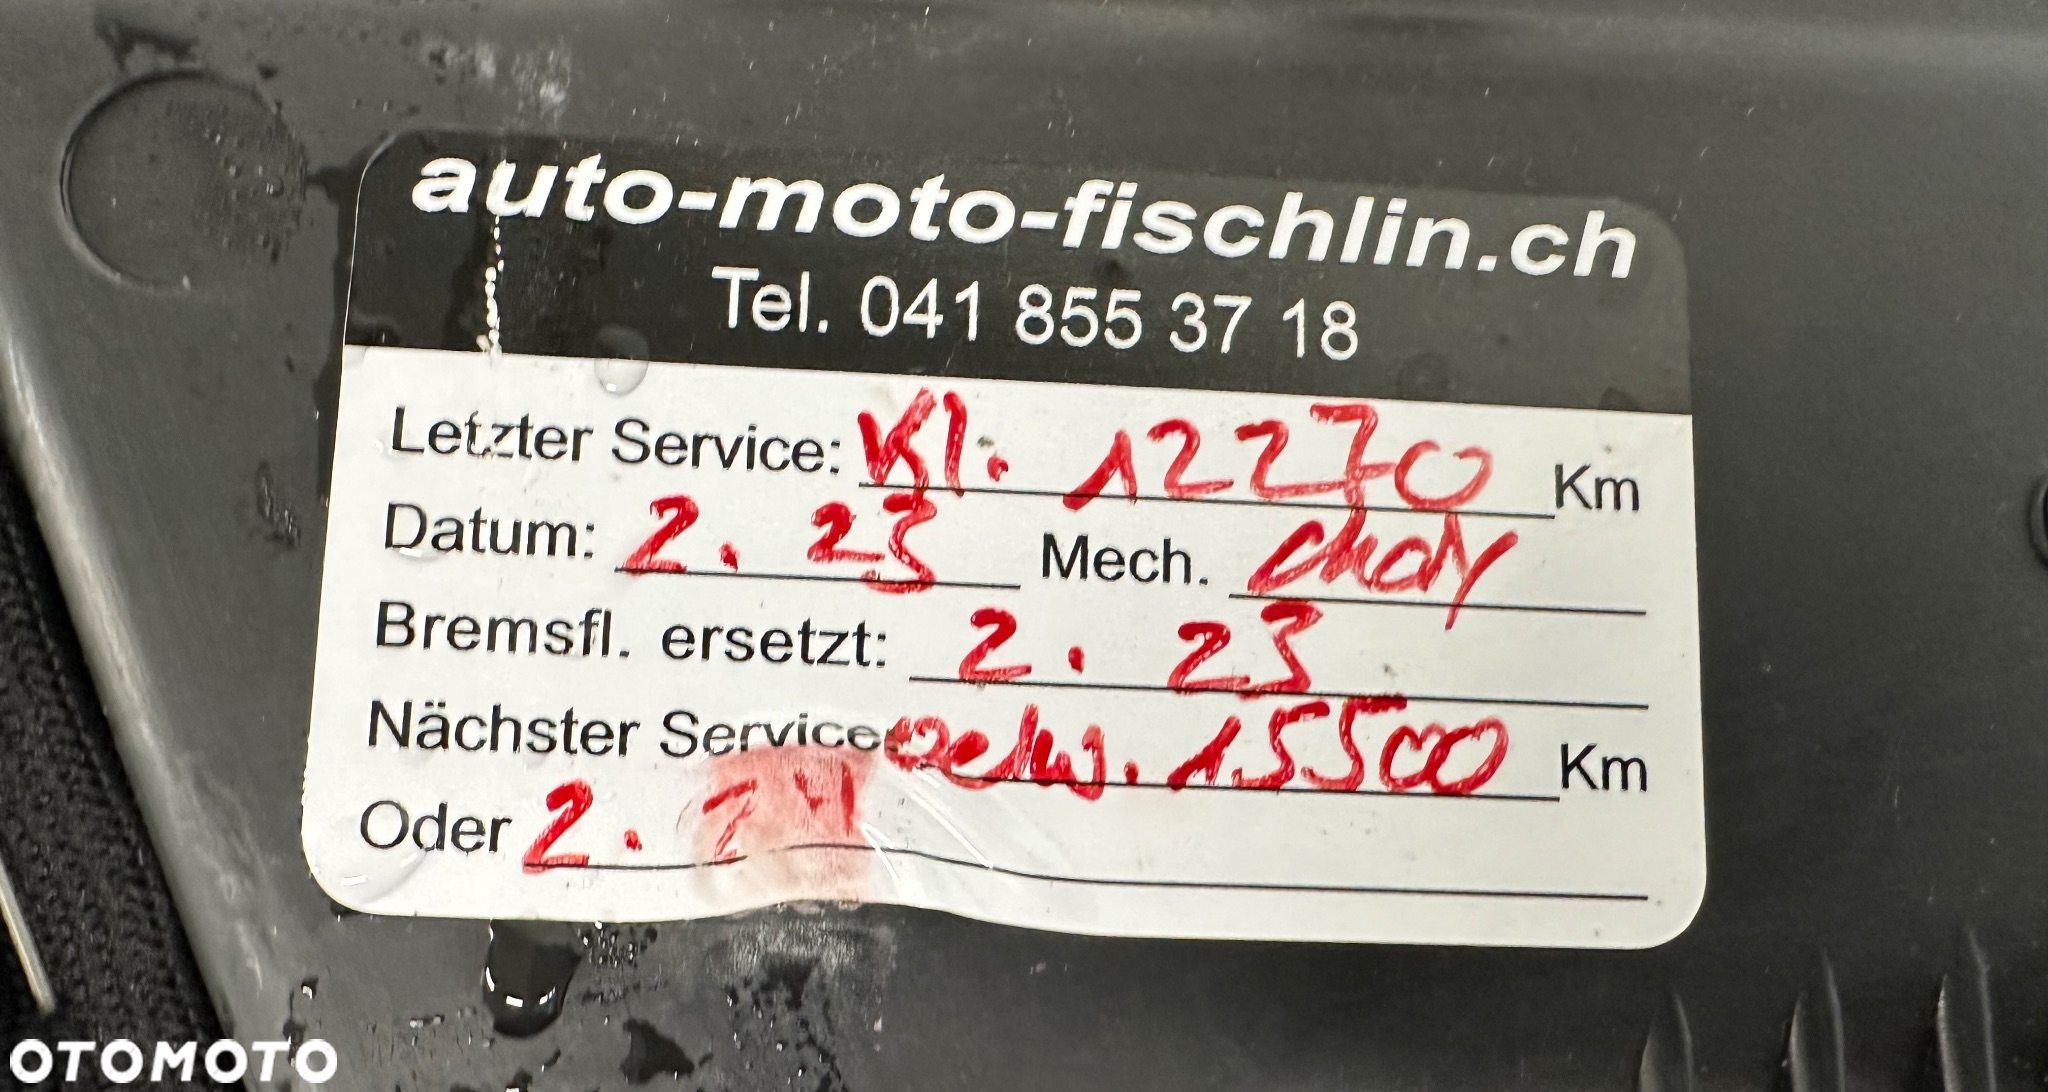 auto-moto-fischlin.ch
Tel. 041 855 37 18
Letzter Service: Kl. 12270 Km
Datum: 2. 23 Mech.
Bremsfl. ersetzt: 2. 23
Nächster Service: 15500 Km
Oder 2. 24
OTOMOTO